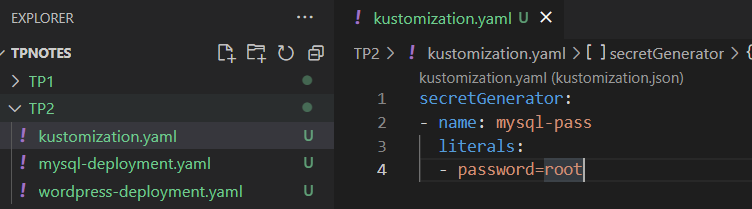 EXPLORER
TPNOTES
TP1
TP2
! kustomization.yaml U
! mysql-deployment.yaml U
! wordpress-deployment.yaml U
! kustomization.yaml U
TP2 > ! kustomization.yaml > [ ] secretGenerator > {
kustomization.yaml (kustomization.json)
1 secretGenerator:
2 - name: mysql-pass
3 literals:
4 - password=root